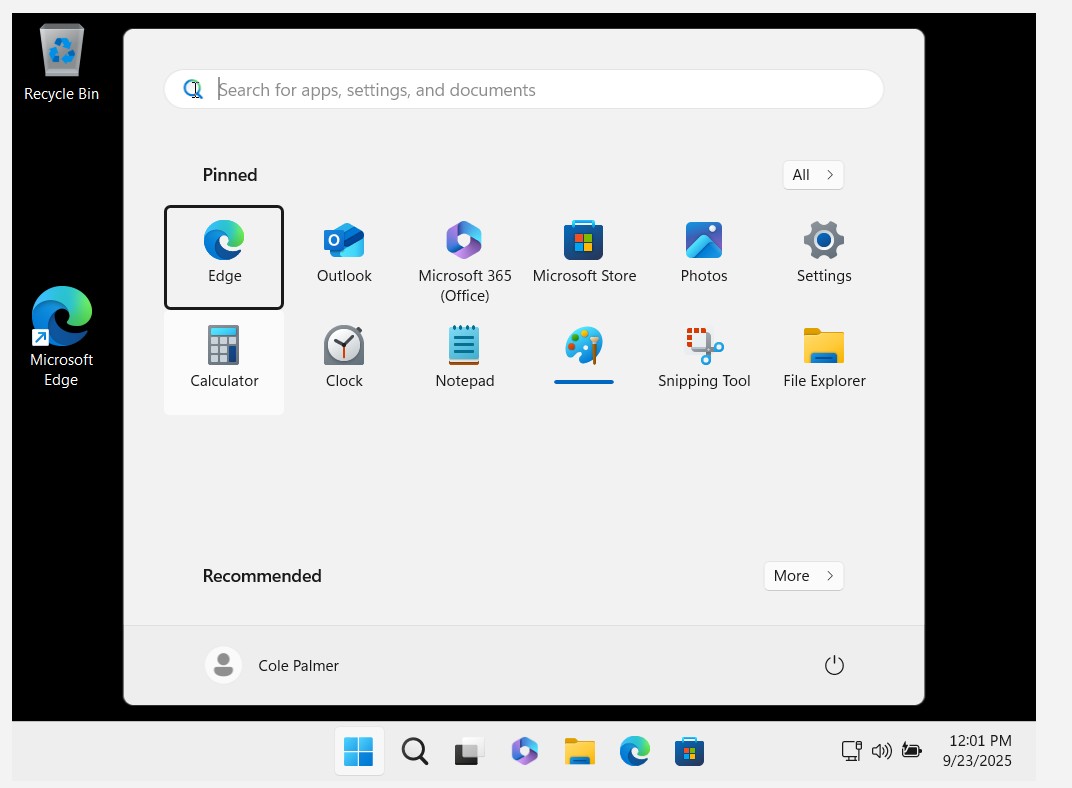 Recycle Bin
Search for apps, settings, and documents
Pinned
All
Edge
Outlook
Microsoft 365
(Office)
Microsoft Store
Photos
Settings
Calculator
Clock
Notepad
Snipping Tool
File Explorer
Microsoft
Edge
Recommended
More
Cole Palmer
12:01 PM
9/23/2025